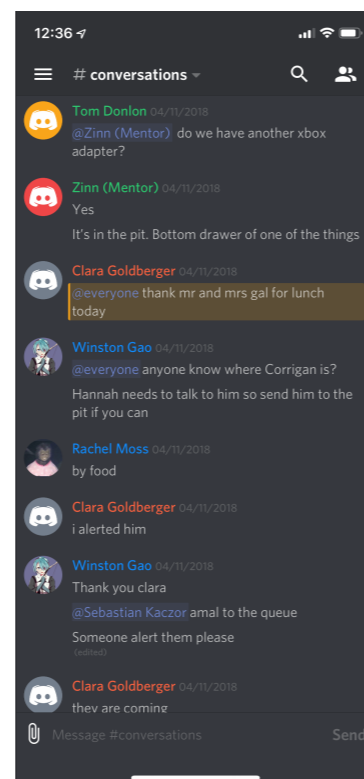 12:36
# conversations
Tom Donlon 04/11/2018
@Zinn (Mentor) do we have another xbox
adapter?
Zinn (Mentor) 04/11/2018
Yes
It's in the pit. Bottom drawer of one of the things
Clara Goldberger 04/11/2018
@everyone thank mr and mrs gal for lunch
today
Winston Gao 04/11/2018
@everyone anyone know where Corrigan is?
Hannah needs to talk to him so send him to the
pit if you can
Rachel Moss 04/11/2018
by food
Clara Goldberger 04/11/2018
i alerted him
Winston Gao 04/11/2018
Thank you clara
@Sebastian Kaczor amal to the queue
Someone alert them please
(edited)
Clara Goldberger 04/11/2018
they are coming
Message #conversations
Send